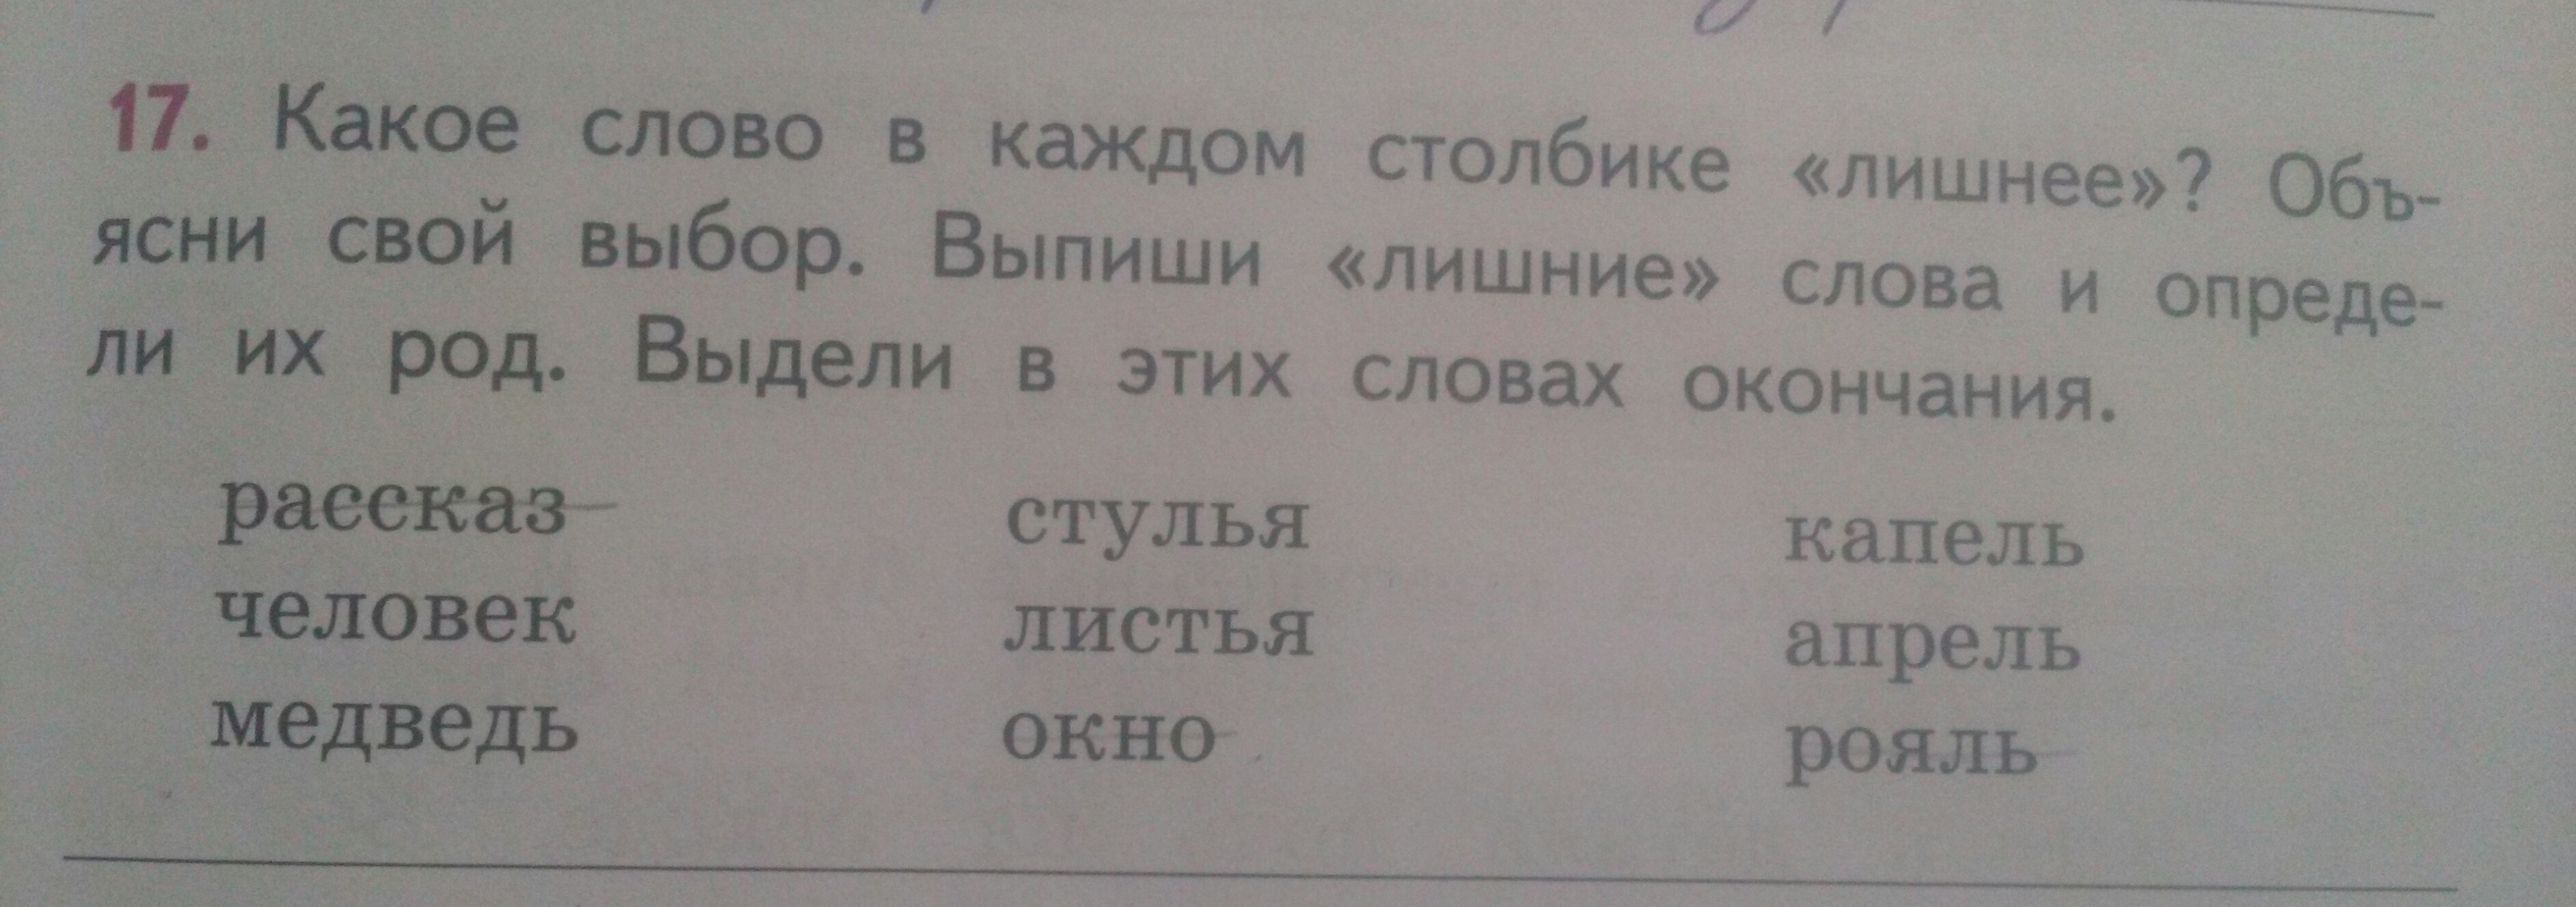 17. Какое слово в каждом столбике «лишнее»? Объ-
ясни свой выбор. Выпиши «лишние» слова и опреде-
ли их род. Выдели в этих словах окончания.
рассказ стулья капель
человек листья апрель
медведь окно рояль